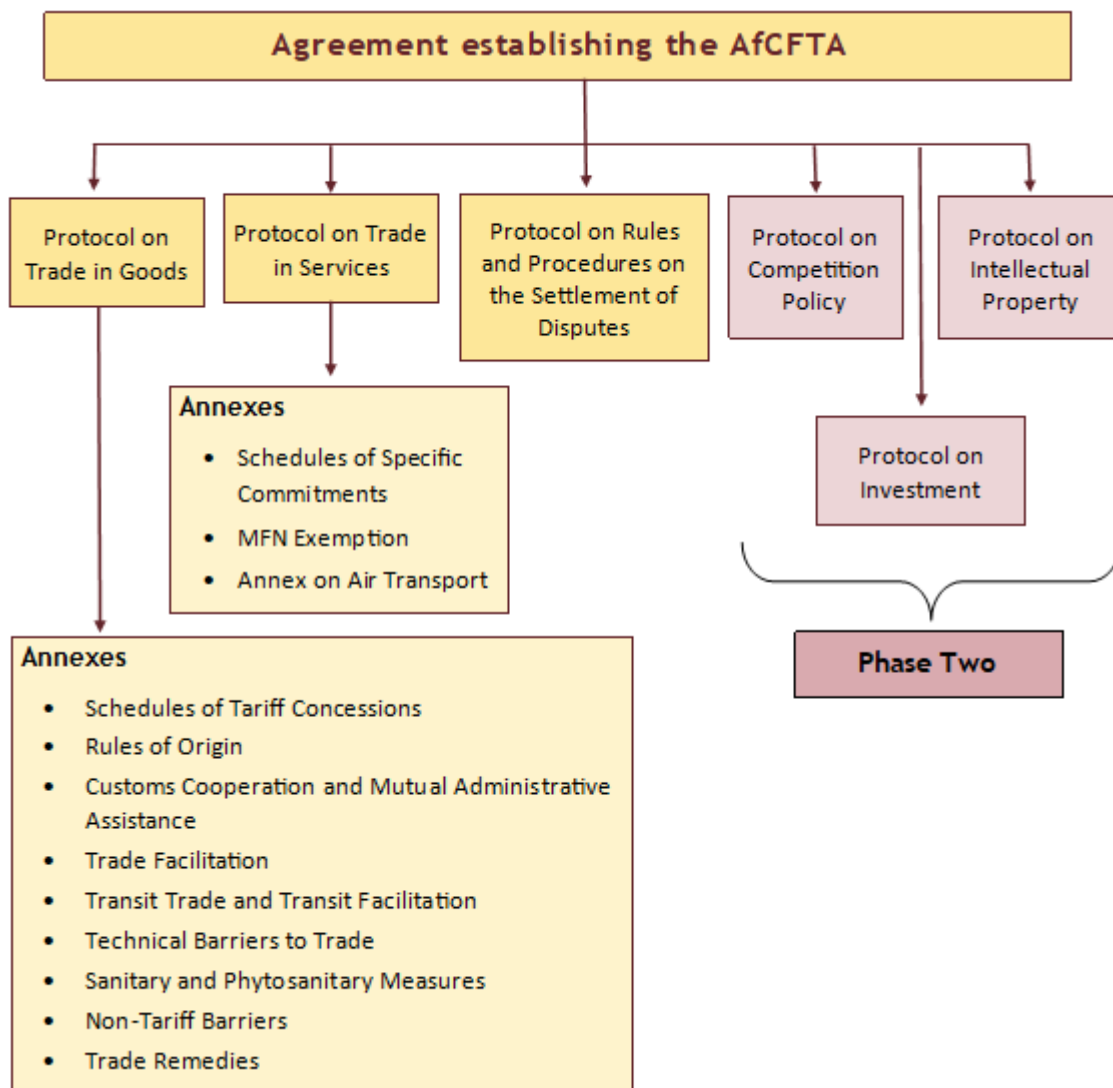 Agreement establishing the AfCFTA
Protocol on
Trade in Goods
Protocol on Trade
in Services
Protocol on Rules
and Procedures on
the Settlement of
Disputes
Protocol on
Competition
Policy
Protocol on
Intellectual
Property
Protocol on
Investment
Phase Two
Annexes
• Schedules of Specific
Commitments
• MFN Exemption
• Annex on Air Transport
Annexes
• Schedules of Tariff Concessions
• Rules of Origin
• Customs Cooperation and Mutual Administrative
Assistance
• Trade Facilitation
• Transit Trade and Transit Facilitation
• Technical Barriers to Trade
• Sanitary and Phytosanitary Measures
• Non-Tariff Barriers
• Trade Remedies